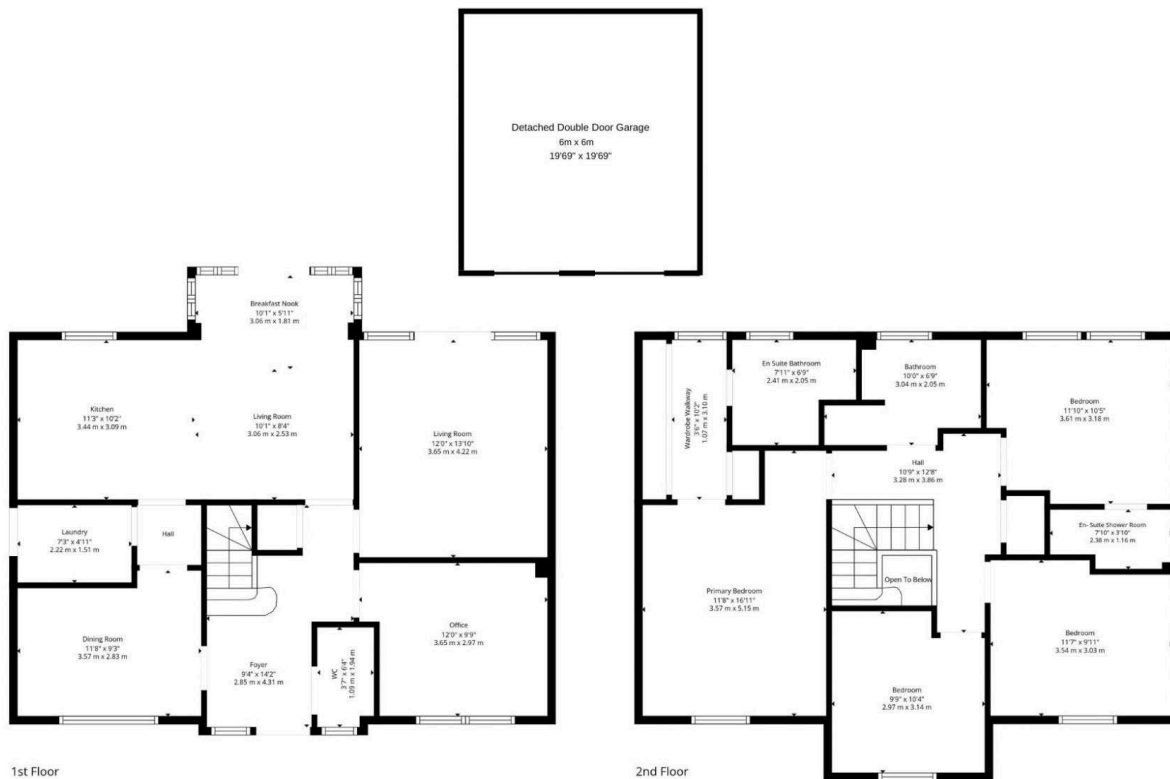 Detached Double Door Garage
6m x 6m
19'69" x 19'69"
Breakfast Nook
10'1" x 5'11"
3.06 m x 1.81 m
Kitchen
11'3" x 10'2"
3.44 m x 3.09 m
Living Room
10'1" x 8'4"
3.06 m x 2.53 m
Living Room
12'0" x 13'10"
3.65 m x 4.22 m
Laundry
7'3" x 4'11"
2.22 m x 1.51 m
Hall
Dining Room
11'8" x 9'3"
3.57 m x 2.83 m
Foyer
9'4" x 14'2"
2.85 m x 4.31 m
WC
3'7" x 6'4"
1.09 m x 1.94 m
Office
12'0" x 9'9"
3.65 m x 2.97 m
1st Floor
Wardrobe Walkway
3'6" x 10'2"
1.07 m x 3.10 m
En Suite Bathroom
7'11" x 6'9"
2.41 m x 2.05 m
Bathroom
10'0" x 6'9"
3.04 m x 2.05 m
Bedroom
11'10" x 10'5"
3.61 m x 3.18 m
Hall
10'9" x 12'8"
3.28 m x 3.86 m
En- Suite Shower Room
7'10" x 3'10"
2.38 m x 1.16 m
Open To Below
Primary Bedroom
11'8" x 16'11"
3.57 m x 5.15 m
Bedroom
11'7" x 9'11"
3.54 m x 3.03 m
Bedroom
9'9" x 10'4"
2.97 m x 3.14 m
2nd Floor